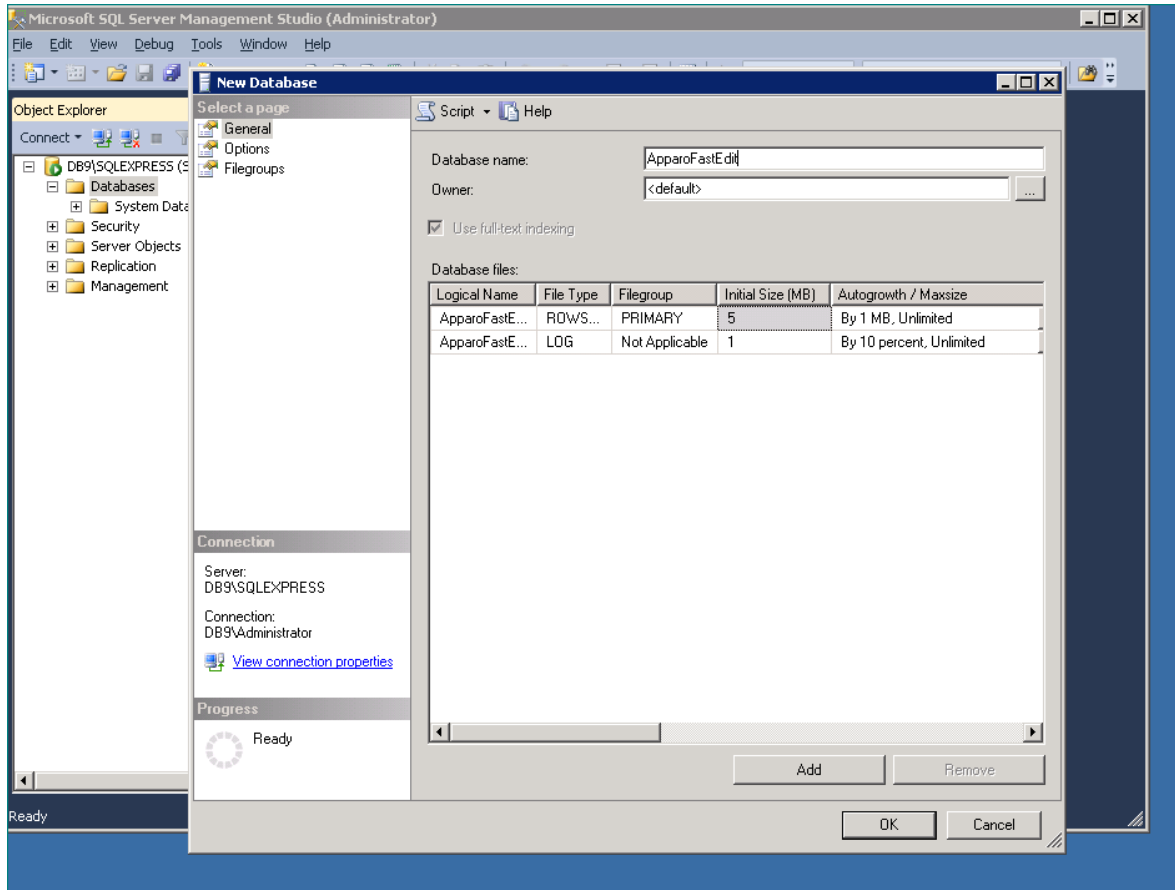 Microsoft SQL Server Management Studio (Administrator)
File Edit View Debug Tools Window Help
Object Explorer
Connect
DB9\SQLEXPRESS (S
Databases
System Data
Security
Server Objects
Replication
Management
Ready
New Database
Select a page
General
Options
Filegroups
Connection
Server:
DB9\SQLEXPRESS
Connection:
DB9\Administrator
View connection properties
Progress
Ready
Script Help
Database name: ApparoFastEdit
Owner: <default> ...
Use full-text indexing
Database files:
Logical Name File Type Filegroup Initial Size (MB) Autogrowth / Maxsize
ApparoFastE... ROWS... PRIMARY 5 By 1 MB, Unlimited
ApparoFastE... LOG Not Applicable 1 By 10 percent, Unlimited
Add Remove
OK Cancel